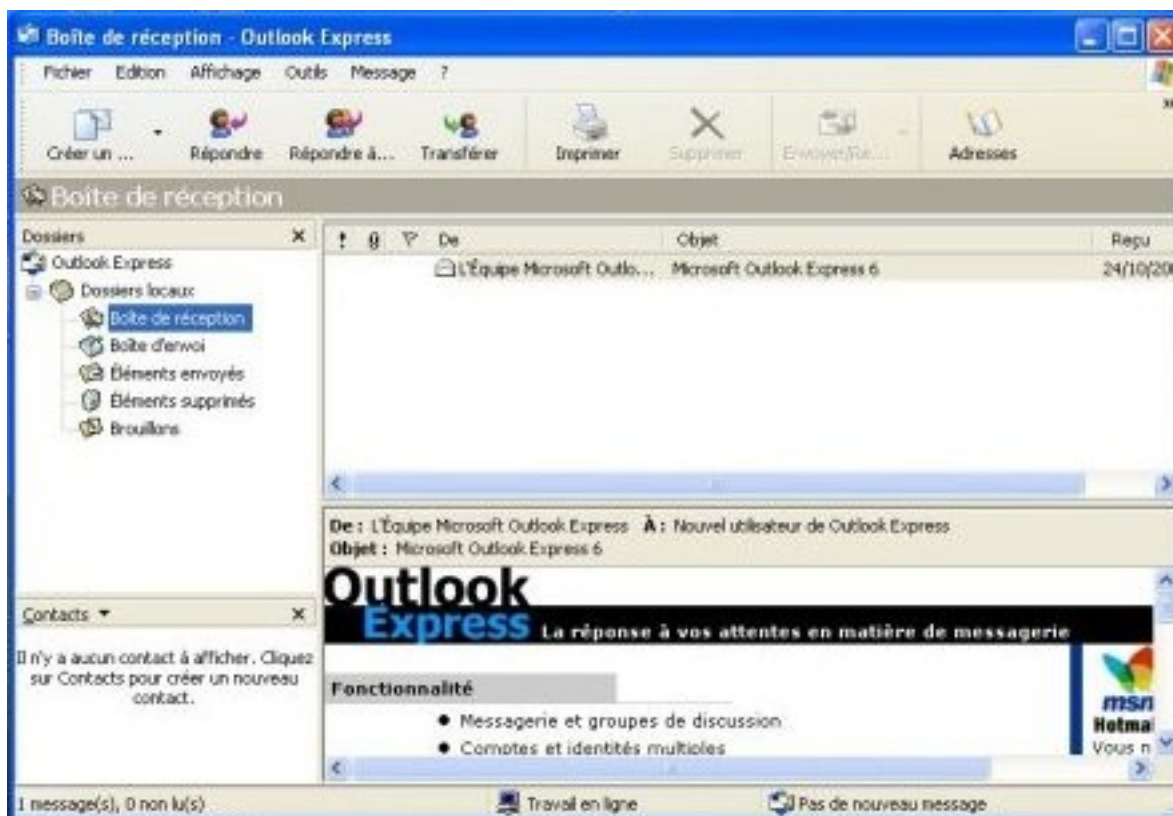 Boîte de réception - Outlook Express
Fichier Edition Affichage Outils Message ?
Créer un ... Répondre Répondre à... Transférer Imprimer Supprimer Envoyer/Re... Adresses
Boîte de réception
Dossiers
Outlook Express
Dossiers locaux
Boîte de réception
Boîte d'envoi
Éléments envoyés
Éléments supprimés
Brouillons
Contacts
Il n'y a aucun contact à afficher. Cliquez
sur Contacts pour créer un nouveau
contact.
! De Objet Reçu
L'Équipe Microsoft Outlo... Microsoft Outlook Express 6 24/10/200
De : L'Équipe Microsoft Outlook Express À : Nouvel utilisateur de Outlook Express
Objet : Microsoft Outlook Express 6
Outlook
Express La réponse à vos attentes en matière de messagerie
Fonctionnalité
● Messagerie et groupes de discussion
● Comptes et identités multiples
msn
Hotmai
Vous n
1 message(s), 0 non lu(s) Travail en ligne Pas de nouveau message